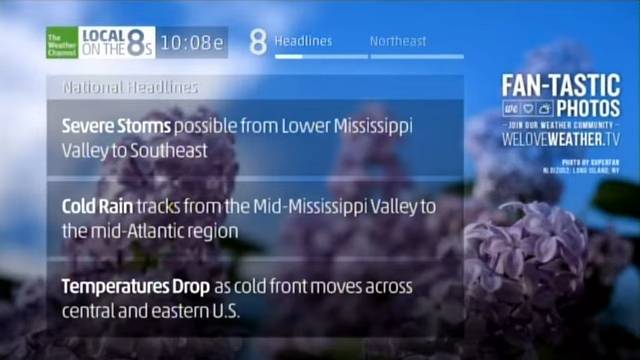 The Weather Channel
LOCAL ON THE 8s
10:08e
8
Headlines
Northeast
National Headlines
Severe Storms possible from Lower Mississippi
Valley to Southeast
Cold Rain tracks from the Mid-Mississippi Valley to
the mid-Atlantic region
Temperatures Drop as cold front moves across
central and eastern U.S.
FAN-TASTIC
we PHOTOS
JOIN OUR WEATHER COMMUNITY
WELOVEWEATHER.TV
PHOTO BY SUPERFAN
LONG ISLAND, NY